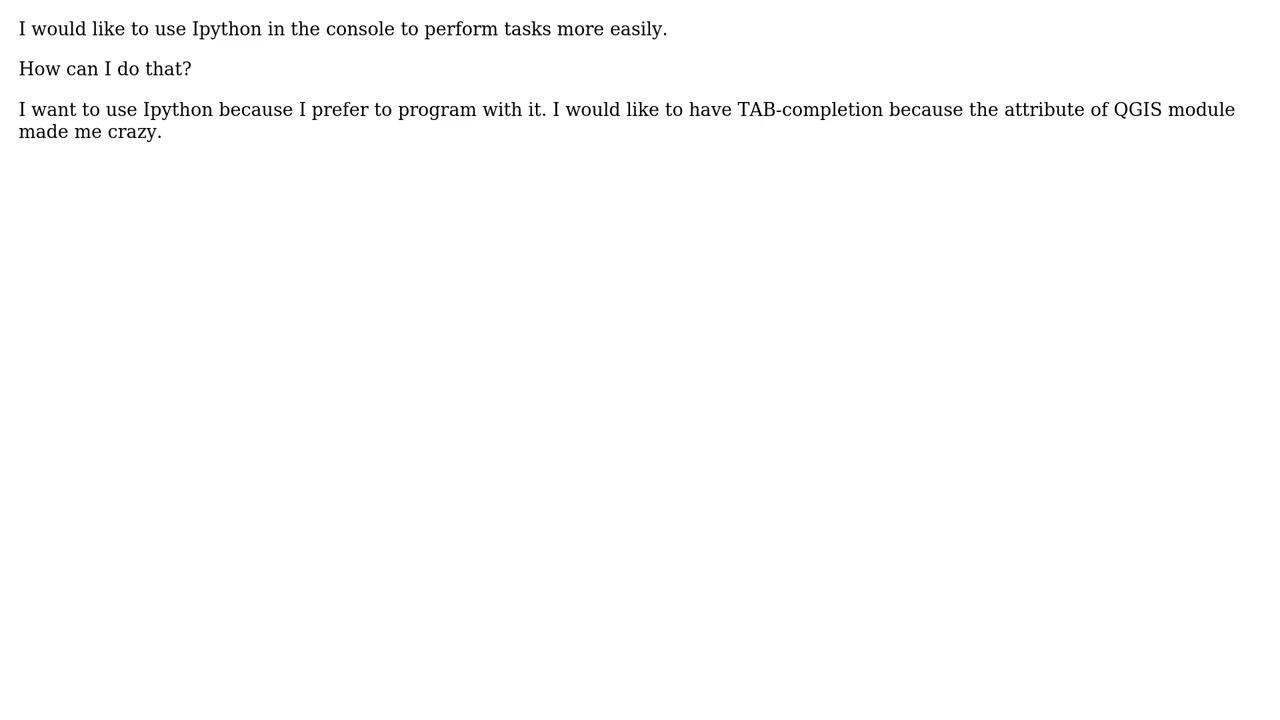 I would like to use Ipython in the console to perform tasks more easily.
How can I do that?
I want to use Ipython because I prefer to program with it. I would like to have TAB-completion because the attribute of QGIS module
made me crazy.